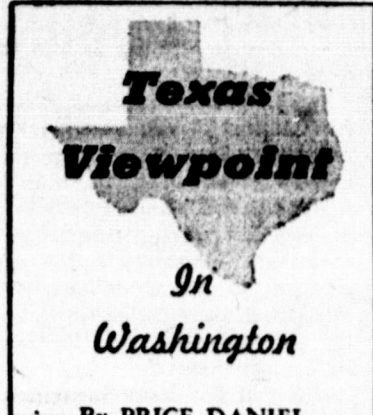 Texas
Viewpoint
In
Washington
By PRICE DANIEL